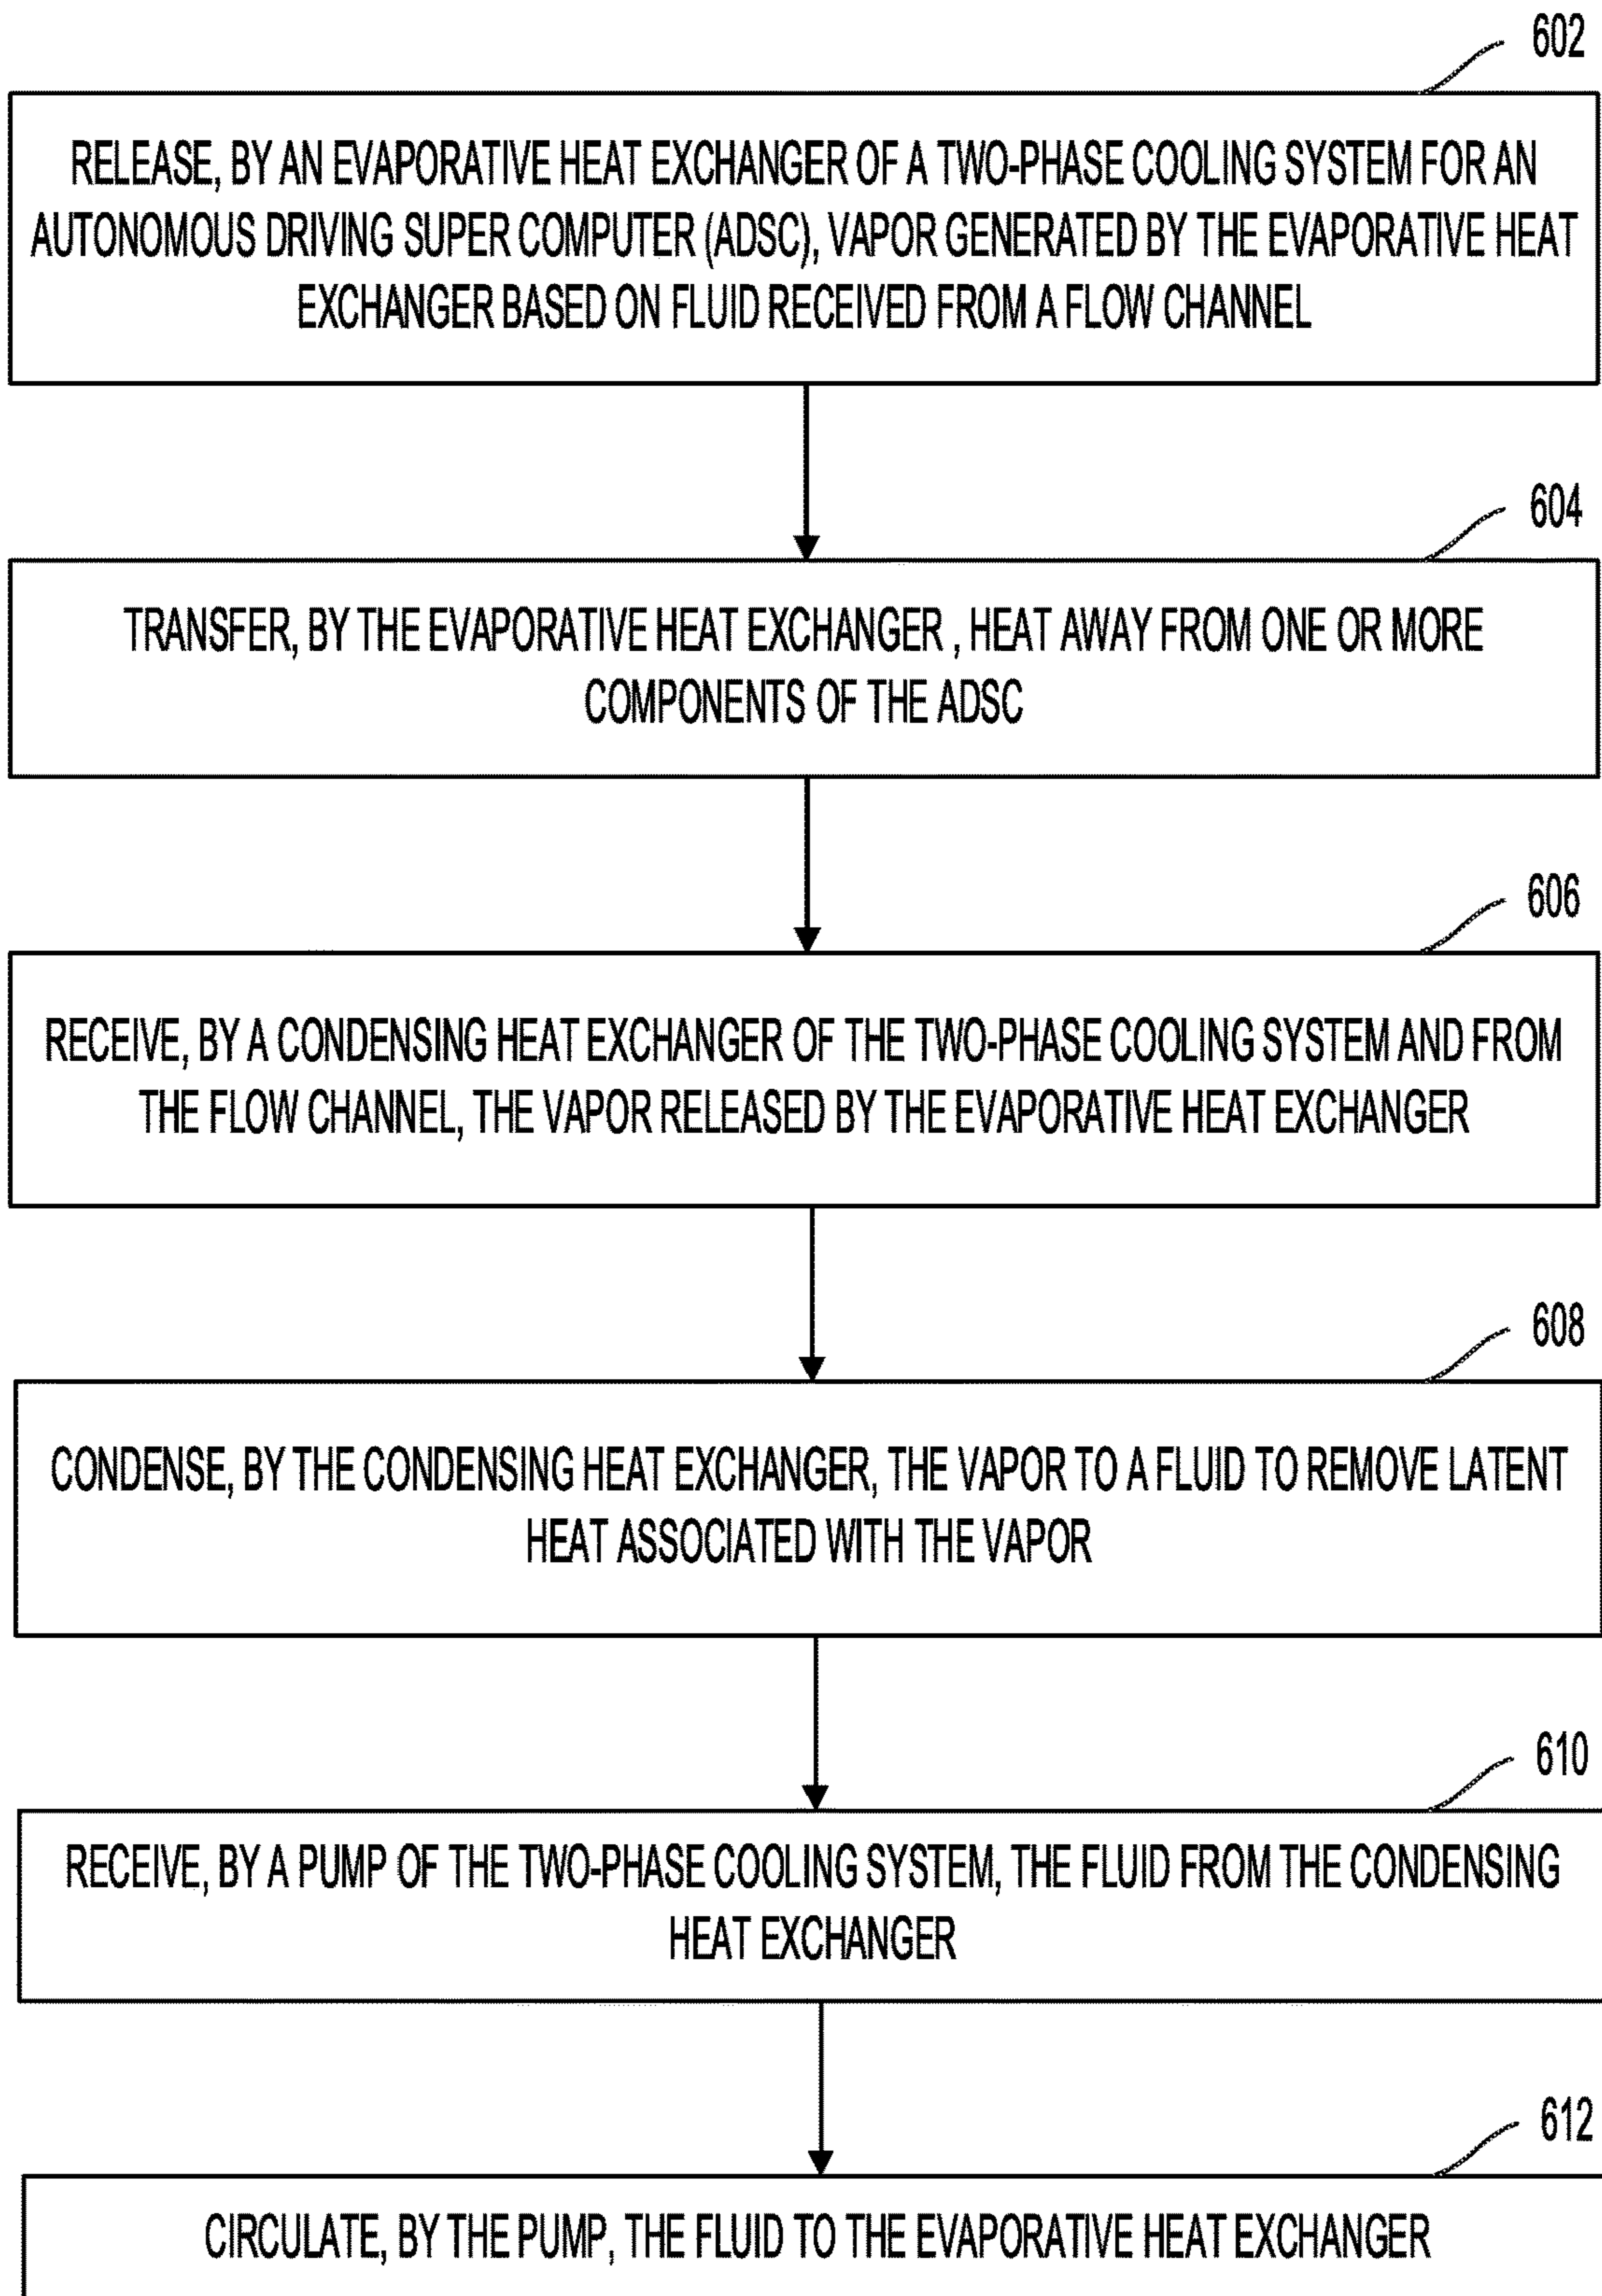 602
RELEASE, BY AN EVAPORATIVE HEAT EXCHANGER OF A TWO-PHASE COOLING SYSTEM FOR AN
AUTONOMOUS DRIVING SUPER COMPUTER (ADSC), VAPOR GENERATED BY THE EVAPORATIVE HEAT
EXCHANGER BASED ON FLUID RECEIVED FROM A FLOW CHANNEL
604
TRANSFER, BY THE EVAPORATIVE HEAT EXCHANGER , HEAT AWAY FROM ONE OR MORE
COMPONENTS OF THE ADSC
606
RECEIVE, BY A CONDENSING HEAT EXCHANGER OF THE TWO-PHASE COOLING SYSTEM AND FROM
THE FLOW CHANNEL, THE VAPOR RELEASED BY THE EVAPORATIVE HEAT EXCHANGER
608
CONDENSE, BY THE CONDENSING HEAT EXCHANGER, THE VAPOR TO A FLUID TO REMOVE LATENT
HEAT ASSOCIATED WITH THE VAPOR
610
RECEIVE, BY A PUMP OF THE TWO-PHASE COOLING SYSTEM, THE FLUID FROM THE CONDENSING
HEAT EXCHANGER
612
CIRCULATE, BY THE PUMP, THE FLUID TO THE EVAPORATIVE HEAT EXCHANGER